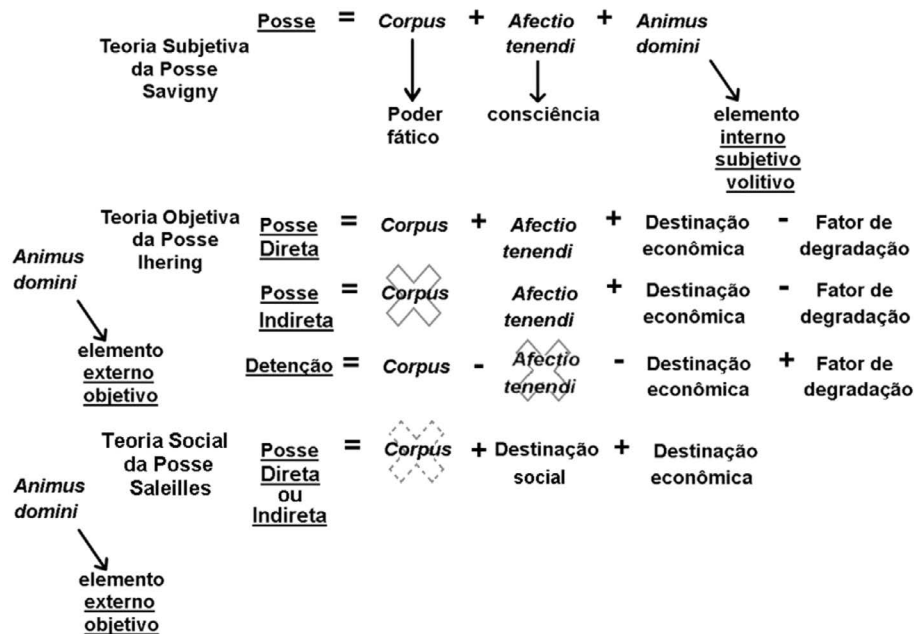 Teoria Subjetiva
da Posse
Savigny
Posse = Corpus + Afectio + Animus
tenendi domini
Poder consciência elemento
fático interno
subjetivo
volitivo
Teoria Objetiva
da Posse
Ihering
Posse = Corpus + Afectio + Destinação - Fator de
Direta tenendi econômica degradação
Animus
domini
Posse = Corpus Afectio + Destinação - Fator de
Indireta tenendi econômica degradação
elemento
externo
objetivo
Detenção = Corpus - Afectio - Destinação + Fator de
tenendi econômica degradação
Teoria Social
da Posse
Saleilles
Posse = Corpus + Destinação + Destinação
Direta social econômica
ou
Indireta
Animus
domini
elemento
externo
objetivo